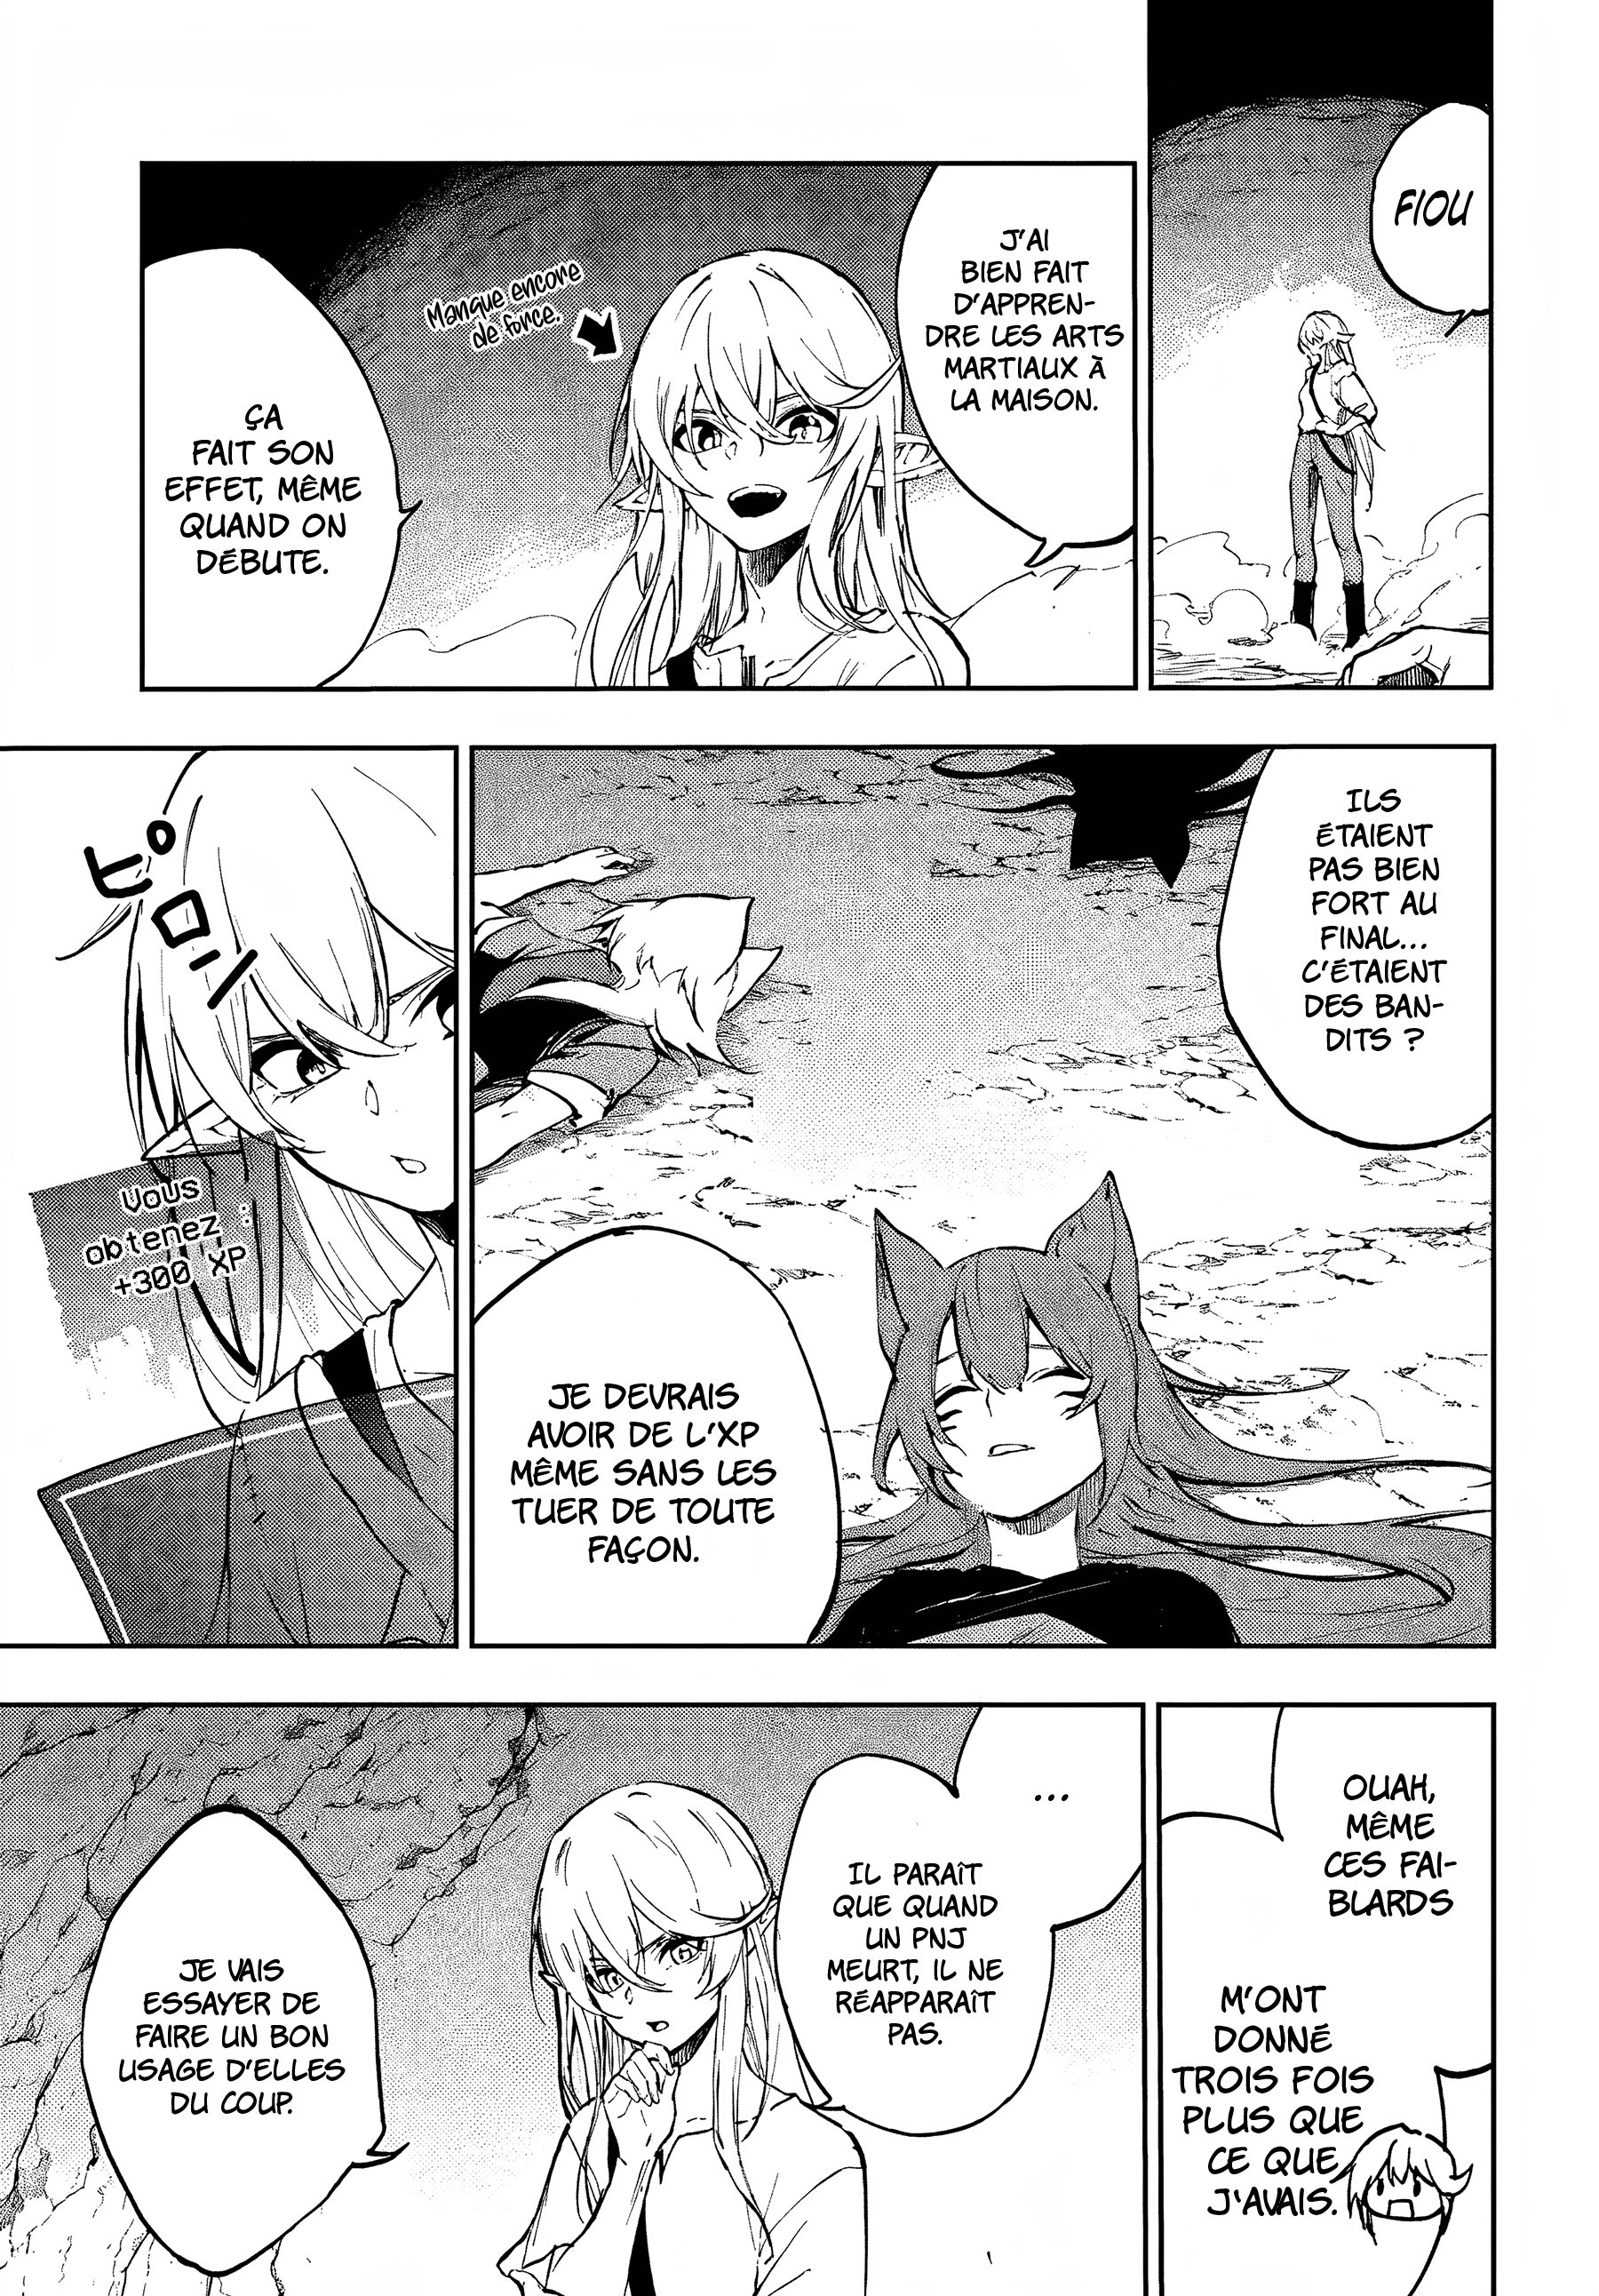 FIOU
J'AI
BIEN FAIT
D'APPREN-
DRE LES ARTS
MARTIAUX À
LA MAISON.
Manque encore
de force.
ÇA
FAIT SON
EFFET, MÊME
QUAND ON
DÉBUTE.
ILS
ÉTAIENT
PAS BIEN
FORT AU
FINAL...
C'ÉTAIENT
DES BAN-
DITS ?
JE DEVRAIS
AVOIR DE L'XP
MÊME SANS LES
TUER DE TOUTE
FAÇON.
ピロン
Vous
obtenez :
+300 XP
OUAH,
MÊME
CES FAI-
BLARDS
M'ONT
DONNÉ
TROIS FOIS
PLUS QUE
CE QUE
J'AVAIS.
...
IL PARAÎT
QUE QUAND
UN PNJ
MEURT, IL NE
RÉAPPARAÎT
PAS.
JE VAIS
ESSAYER DE
FAIRE UN BON
USAGE D'ELLES
DU COUP.